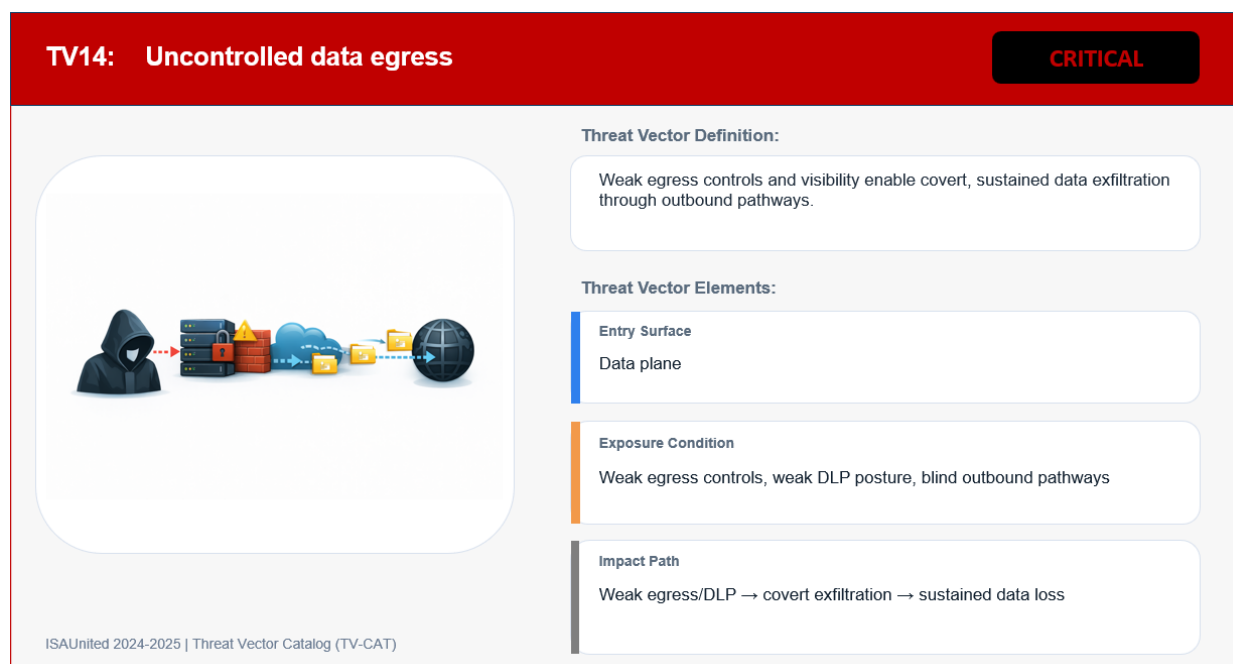 TV14: Uncontrolled data egress
CRITICAL
Threat Vector Definition:
Weak egress controls and visibility enable covert, sustained data exfiltration
through outbound pathways.
Threat Vector Elements:
Entry Surface
Data plane
Exposure Condition
Weak egress controls, weak DLP posture, blind outbound pathways
Impact Path
Weak egress/DLP → covert exfiltration → sustained data loss
ISAUnited 2024-2025 | Threat Vector Catalog (TV-CAT)